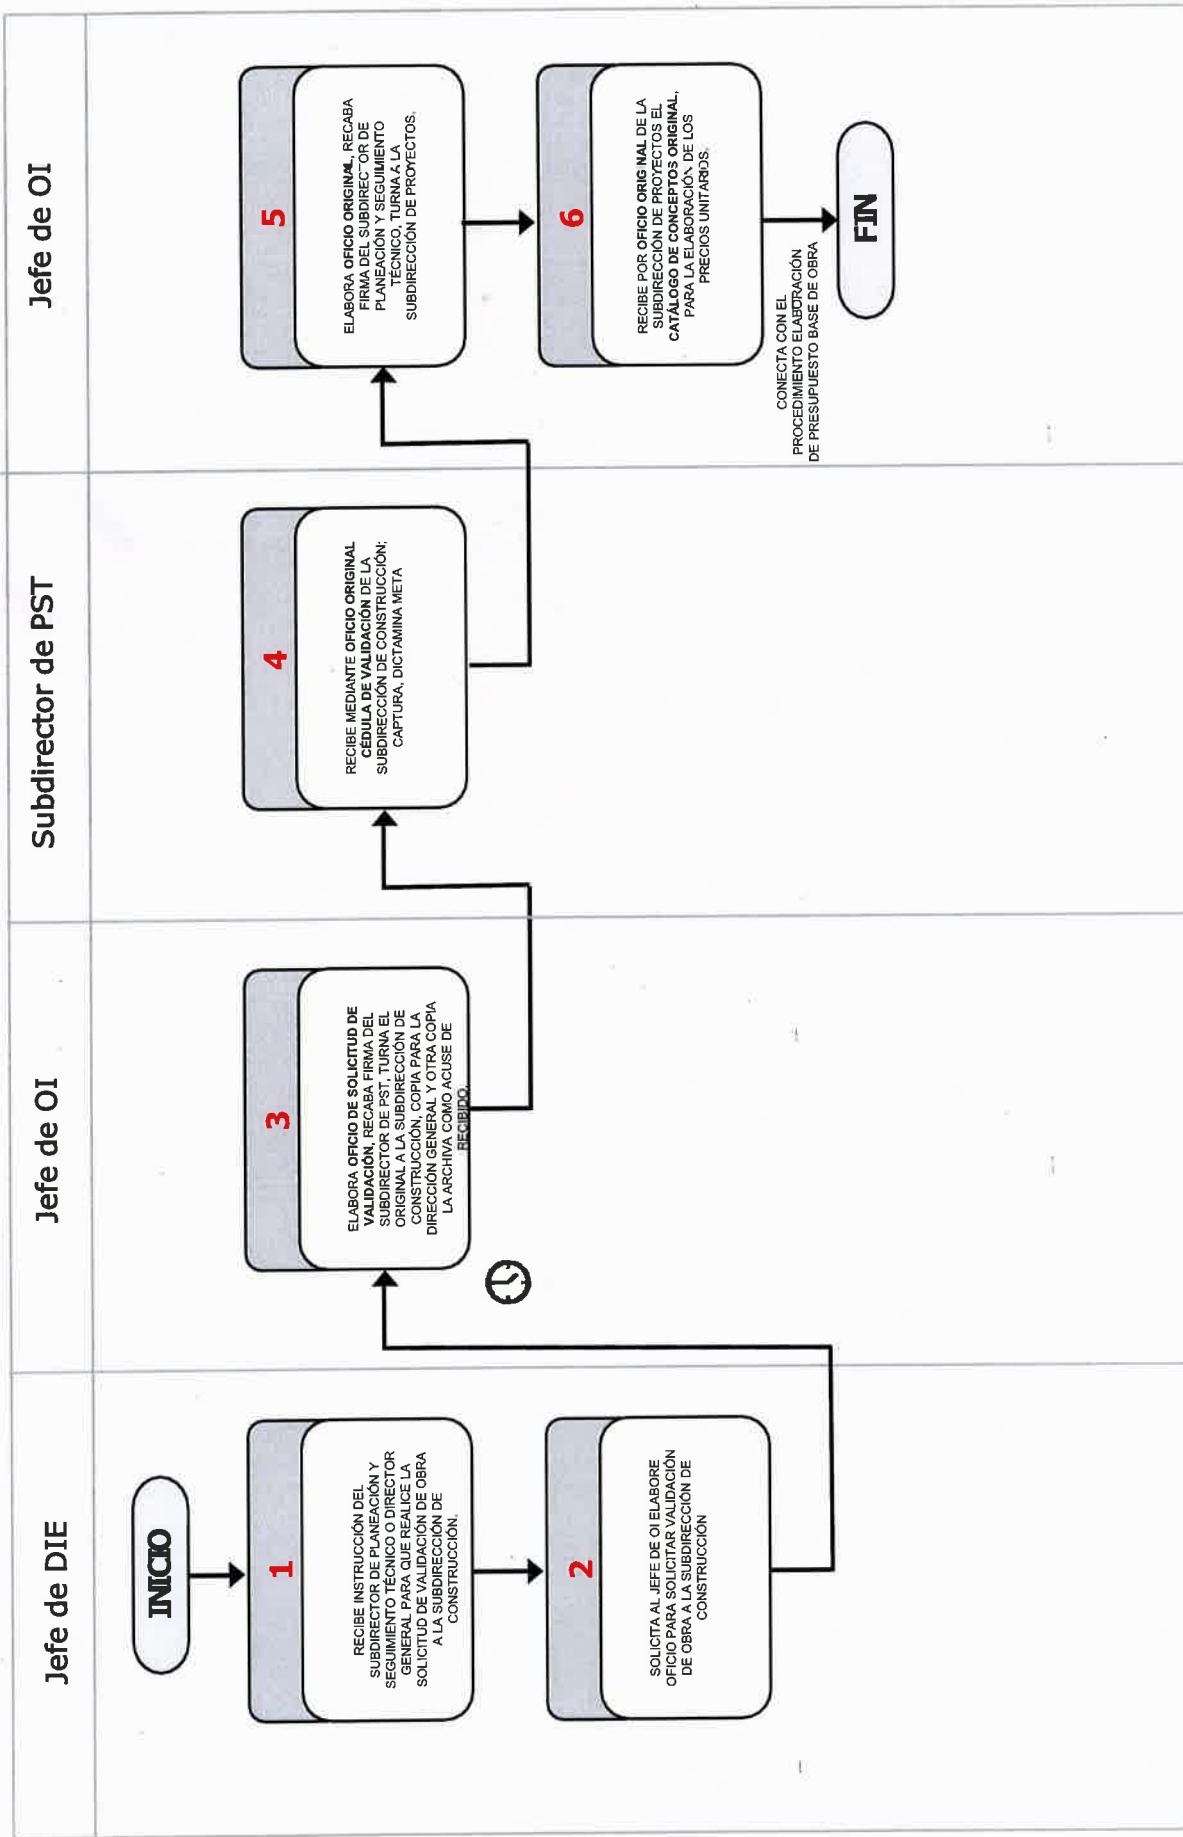 Jefe de DIE
Jefe de OI
Subdirector de PST
Jefe de OI
INICIO
1
RECIBE INSTRUCCIÓN DEL
SUBDIRECTOR DE PLANEACIÓN Y
SEGUIMIENTO TÉCNICO O DIRECTOR
GENERAL PARA QUE REALICE LA
SOLICITUD DE VALIDACIÓN DE OBRA
A LA SUBDIRECCIÓN DE
CONSTRUCCIÓN.
2
SOLICITA AL JEFE DE OI ELABORE
OFICIO PARA SOLICITAR VALIDACIÓN
DE OBRA A LA SUBDIRECCIÓN DE
CONSTRUCCIÓN
3
ELABORA OFICIO DE SOLICITUD DE
VALIDACIÓN, RECABA FIRMA DEL
SUBDIRECTOR DE PST, TURNA EL
ORIGINAL A LA SUBDIRECCIÓN DE
CONSTRUCCIÓN, COPIA PARA LA
DIRECCIÓN GENERAL Y OTRA COPIA
LA ARCHIVA COMO ACUSE DE
RECIBIDO.
4
RECIBE MEDIANTE OFICIO ORIGINAL
CÉDULA DE VALIDACIÓN DE LA
SUBDIRECCIÓN DE CONSTRUCCIÓN;
CAPTURA, DICTAMINA META
5
ELABORA OFICIO ORIGINAL, RECABA
FIRMA DEL SUBDIRECTOR DE
PLANEACIÓN Y SEGUIMIENTO
TÉCNICO, TURNA A LA
SUBDIRECCIÓN DE PROYECTOS.
6
RECIBE POR OFICIO ORIGINAL DE LA
SUBDIRECCIÓN DE PROYECTOS EL
CATÁLOGO DE CONCEPTOS ORIGINAL,
PARA LA ELABORACIÓN DE LOS
PRECIOS UNITARIOS.
CONECTA CON EL
PROCEDIMIENTO ELABORACIÓN
DE PRESUPUESTO BASE DE OBRA
FIN